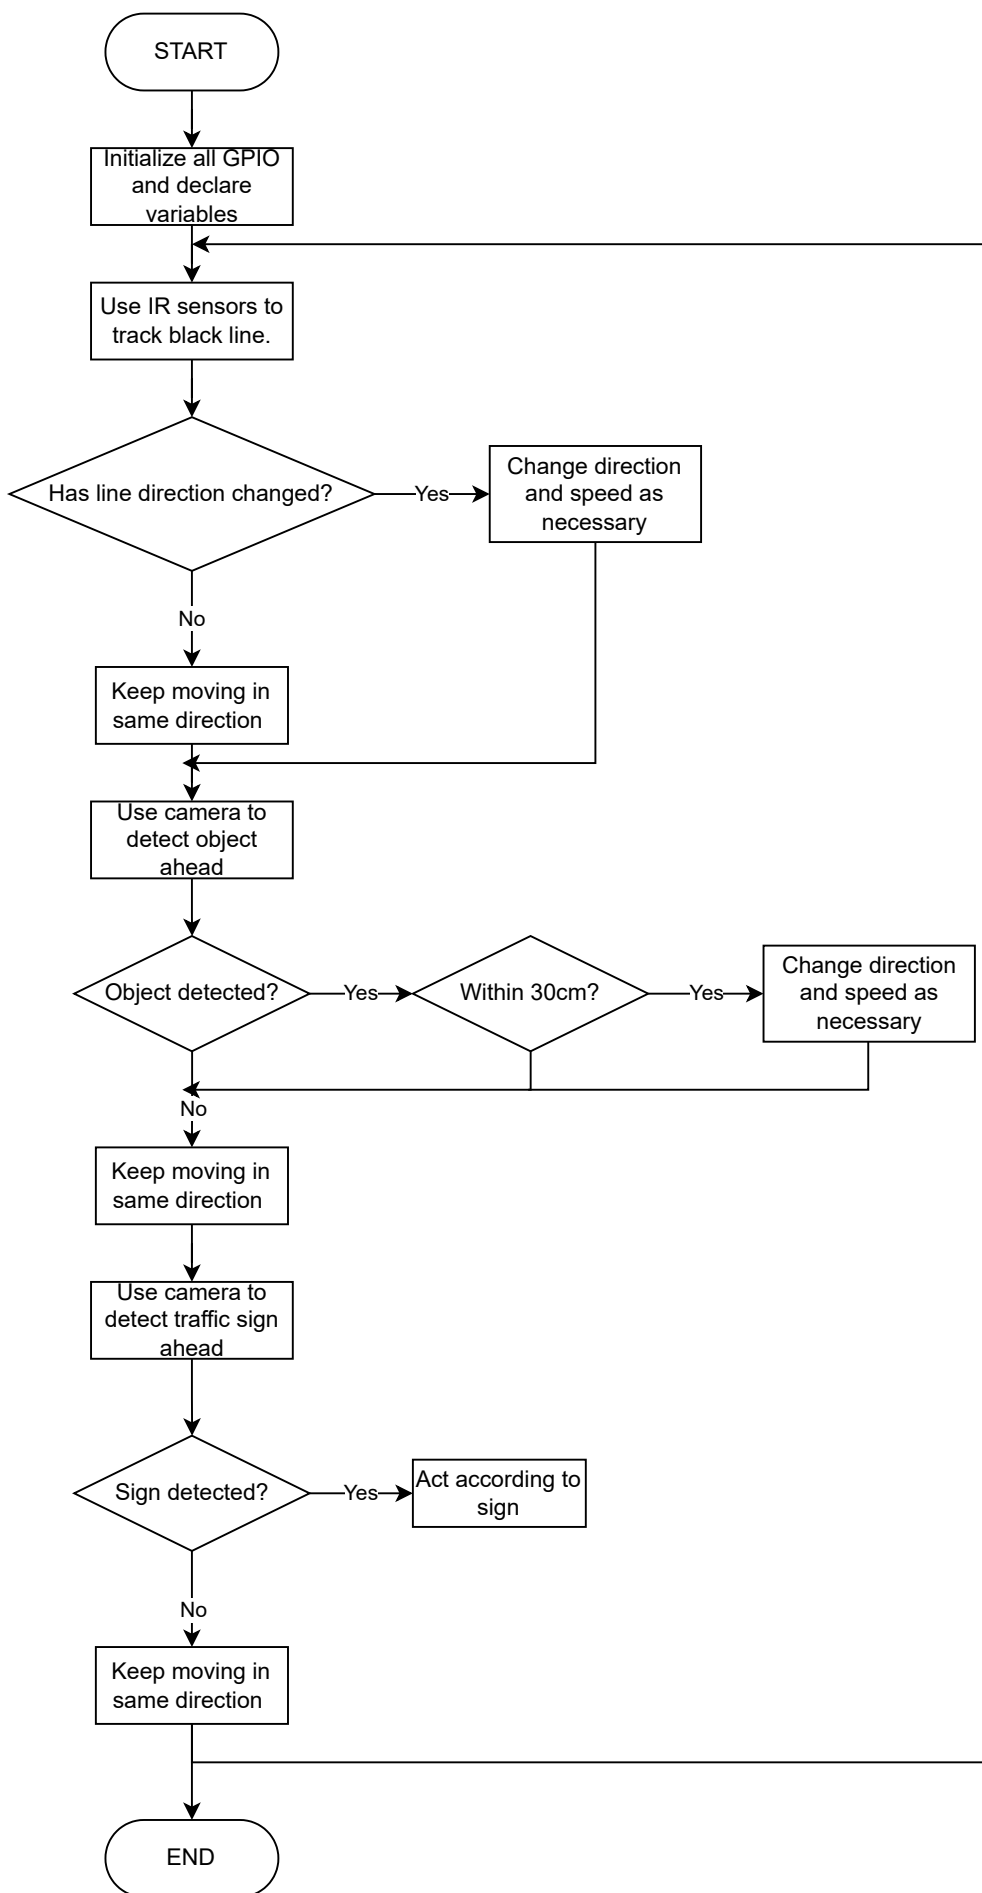 START
Initialize all GPIO
and declare
variables
Use IR sensors to
track black line.
Has line direction changed?
Yes
Change direction
and speed as
necessary
No
Keep moving in
same direction
Use camera to
detect object
ahead
Object detected?
Yes
Within 30cm?
Yes
Change direction
and speed as
necessary
No
Keep moving in
same direction
Use camera to
detect traffic sign
ahead
Sign detected?
Yes
Act according to
sign
No
Keep moving in
same direction
END